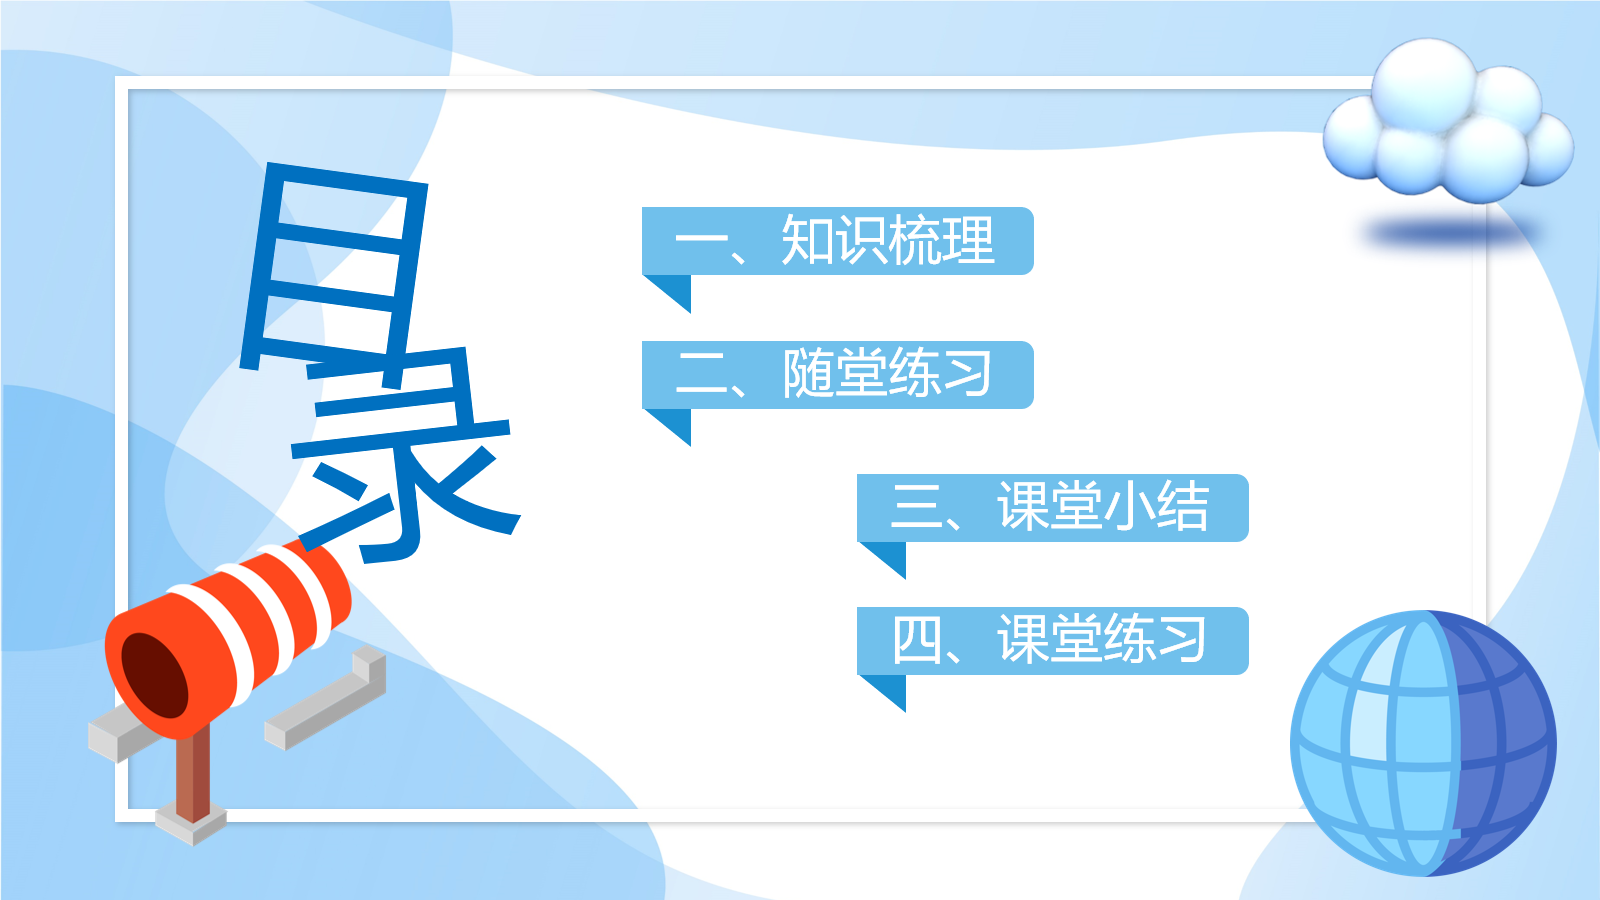 目录
一、知识梳理
二、随堂练习
三、课堂小结
四、课堂练习